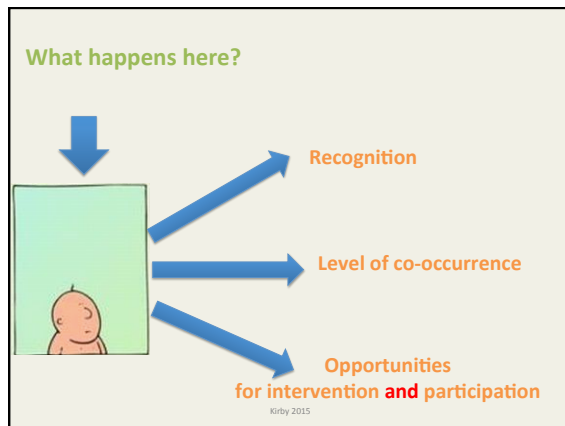 What happens here?
Recognition
Level of co-occurrence
Opportunities
for intervention and participation
Kirby 2015